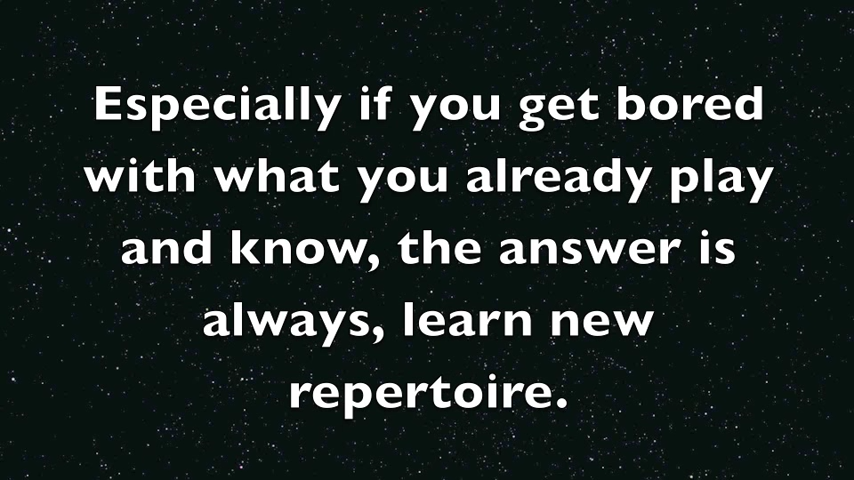 Especially if you get bored
with what you already play
and know, the answer is
always, learn new
repertoire.